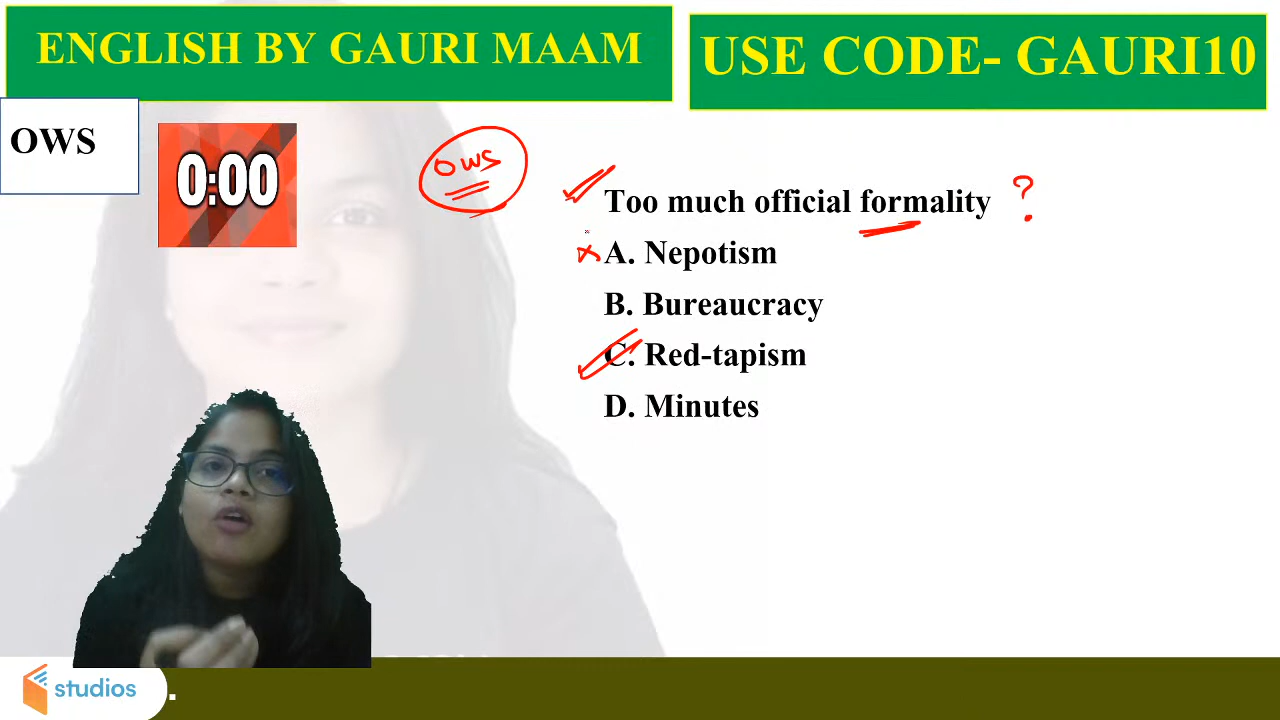 ENGLISH BY GAURI MAAM
USE CODE- GAURI10
OWS
0:00
OWS
Too much official formality ?
A. Nepotism
B. Bureaucracy
C. Red-tapism
D. Minutes
studios
.